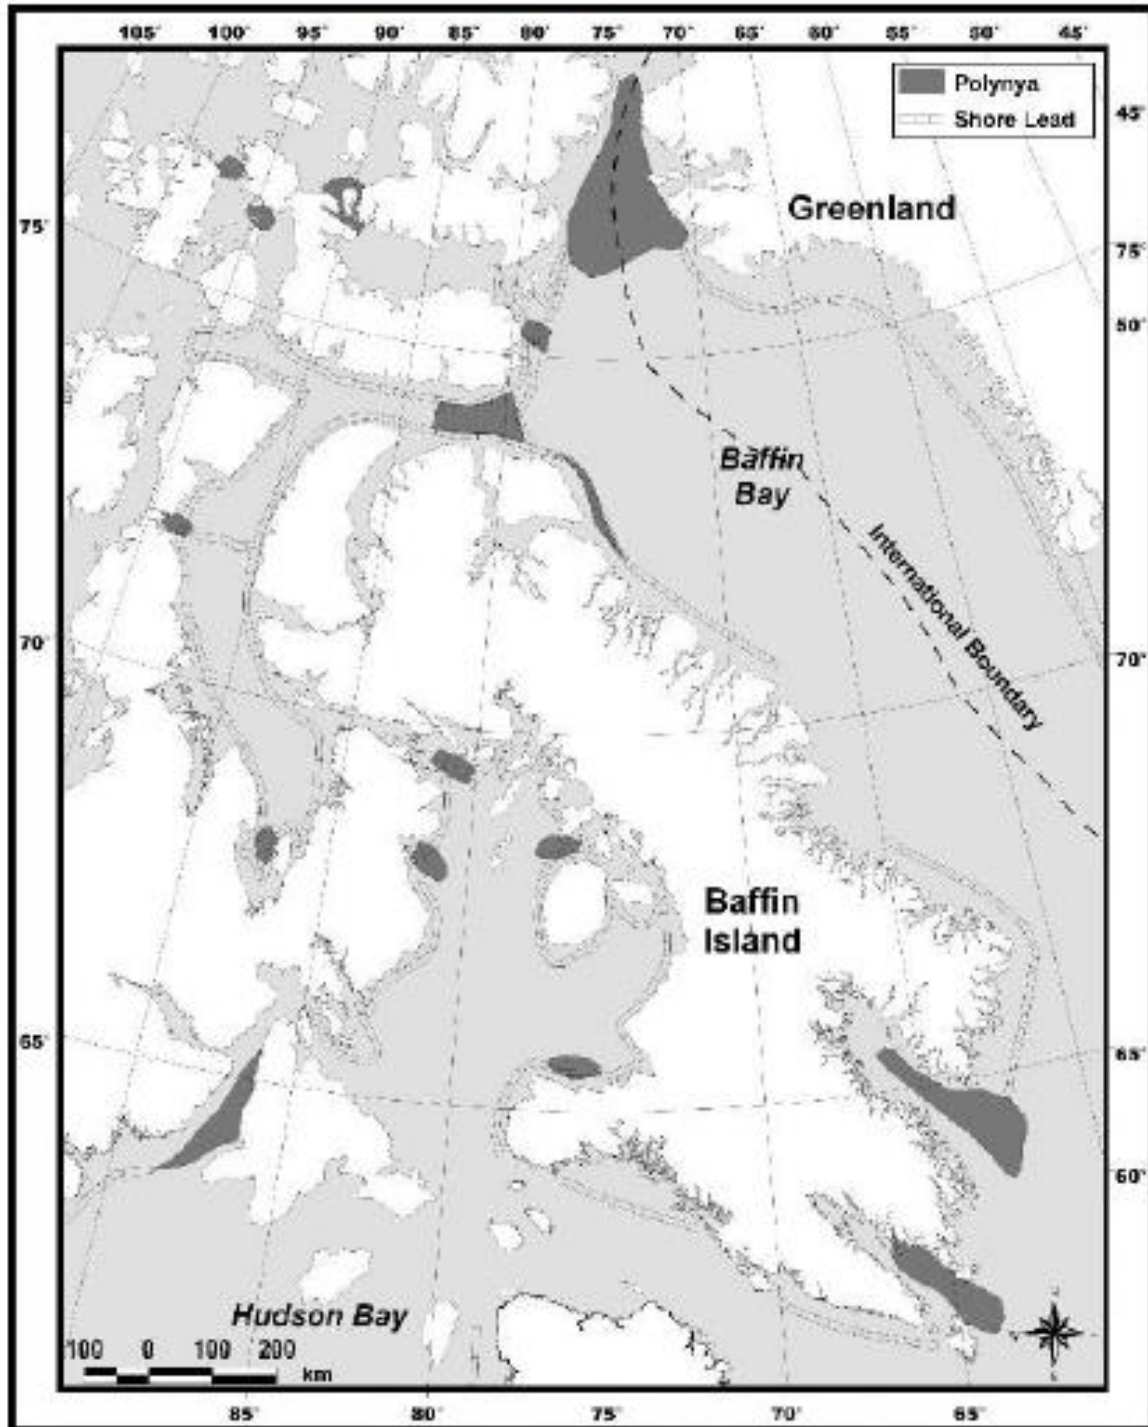 105° 100° 95° 90° 85° 80° 75° 70° 65° 60° 55° 50° 45°
Polynya
Shore Lead
45°
Greenland
75°
75°
50°
Baffin
Bay
International Boundary
70°
70°
Baffin
Island
65°
65°
60°
Hudson Bay
100 0 100 200
km
85° 80° 75° 70° 65°